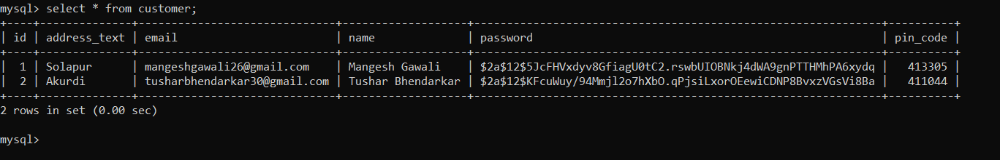 mysql> select * from customer;
+----+--------------+----------------------------+------------------+--------------------------------------------------------------+----------+
| id | address_text | email | name | password | pin_code |
+----+--------------+----------------------------+------------------+--------------------------------------------------------------+----------+
| 1 | Solapur | mangeshgawali26@gmail.com | Mangesh Gawali | $2a$12$5JcFHVxdyv8GfiagU0tC2.rswbUIOBNkj4dWA9gnPTTHMhPA6xydq | 413305 |
| 2 | Akurdi | tusharbhendarkar30@gmail.com | Tushar Bhendarkar | $2a$12$KFcuWuy/94Mmjl2o7hXbO.qPjsiLxorOEewiCDNP8BvxzVGsVi8Ba | 411044 |
+----+--------------+----------------------------+------------------+--------------------------------------------------------------+----------+
2 rows in set (0.00 sec)
mysql>